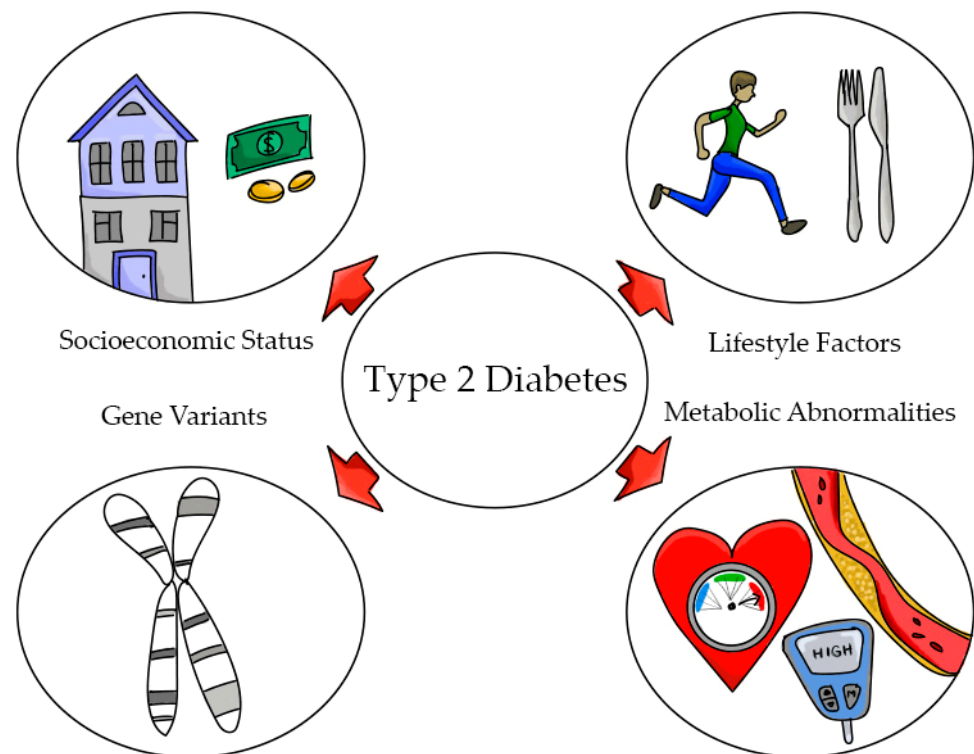 $
Socioeconomic Status
Lifestyle Factors
Type 2 Diabetes
Gene Variants
Metabolic Abnormalities
HIGH
M